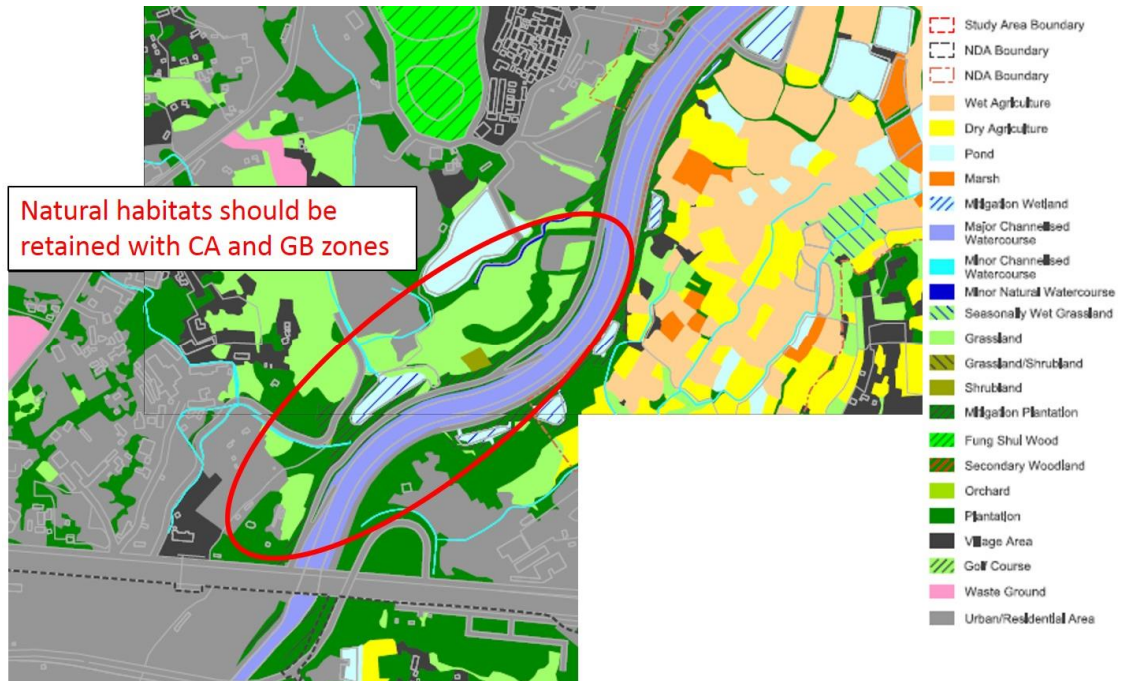 Natural habitats should be
retained with CA and GB zones
Study Area Boundary
NDA Boundary
NDA Boundary
Wet Agriculture
Dry Agriculture
Pond
Marsh
Mitigation Wetland
Major Channelised
Watercourse
Minor Channelised
Watercourse
Minor Natural Watercourse
Seasonally Wet Grassland
Grassland
Grassland/Shrubland
Shrubland
Mitigation Plantation
Fung Shui Wood
Secondary Woodland
Orchard
Plantation
Village Area
Golf Course
Waste Ground
Urban/Residential Area